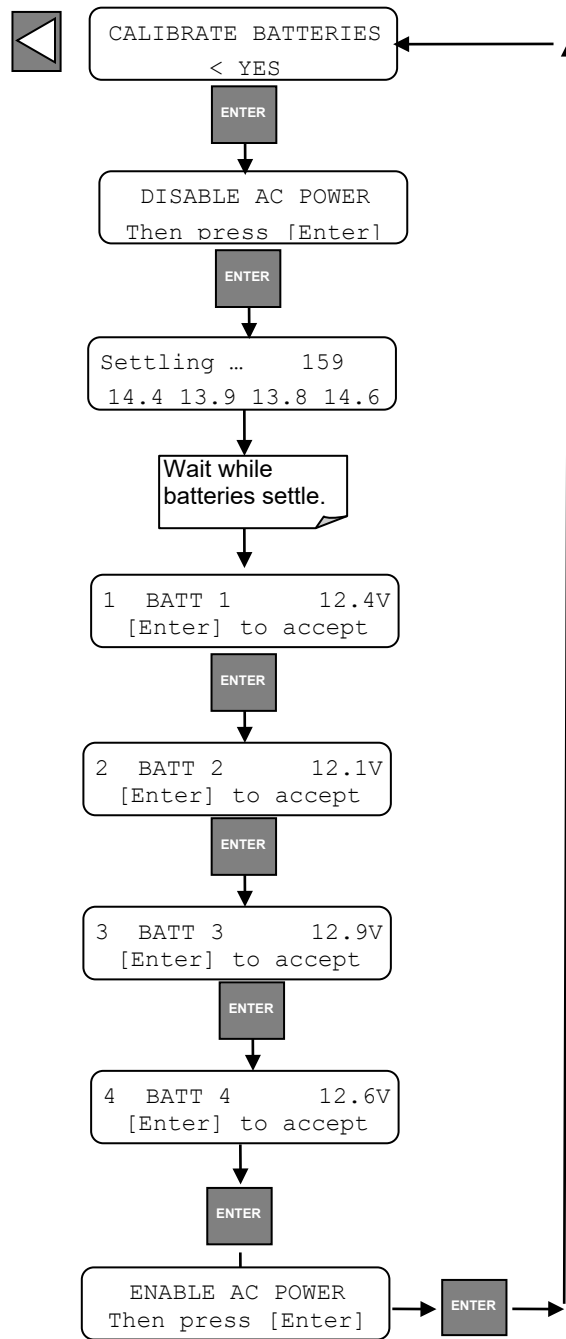 CALIBRATE BATTERIES
< YES
ENTER
DISABLE AC POWER
Then press [Enter]
ENTER
Settling … 159
14.4 13.9 13.8 14.6
Wait while
batteries settle.
1 BATT 1 12.4V
[Enter] to accept
ENTER
2 BATT 2 12.1V
[Enter] to accept
ENTER
3 BATT 3 12.9V
[Enter] to accept
ENTER
4 BATT 4 12.6V
[Enter] to accept
ENTER
ENABLE AC POWER
Then press [Enter]
ENTER